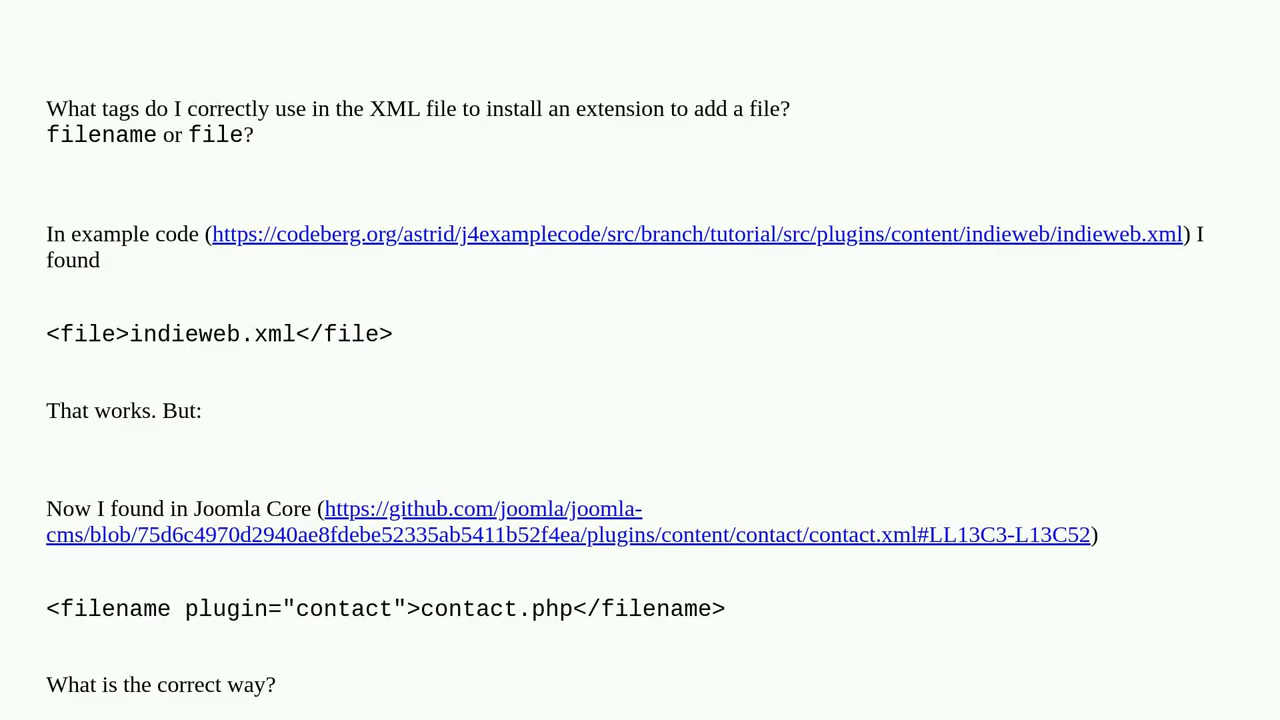 What tags do I correctly use in the XML file to install an extension to add a file?
filename or file?
In example code (https://codeberg.org/astrid/j4examplecode/src/branch/tutorial/src/plugins/content/indieweb/indieweb.xml) I
found
<file>indieweb.xml</file>
That works. But:
Now I found in Joomla Core (https://github.com/joomla/joomla-
cms/blob/75d6c4970d2940ae8fdebe52335ab5411b52f4ea/plugins/content/contact/contact.xml#LL13C3-L13C52)
<filename plugin="contact">contact.php</filename>
What is the correct way?